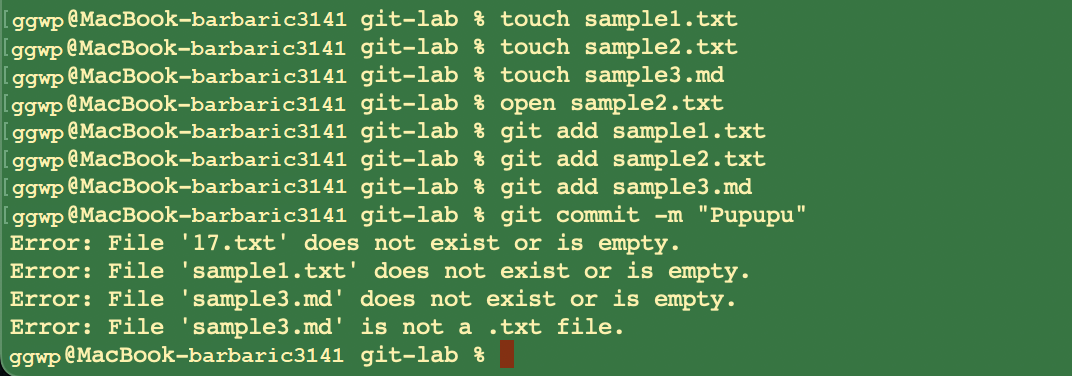 [ggwp@MacBook-barbaric3141 git-lab % touch sample1.txt
[ggwp@MacBook-barbaric3141 git-lab % touch sample2.txt
[ggwp@MacBook-barbaric3141 git-lab % touch sample3.md
[ggwp@MacBook-barbaric3141 git-lab % open sample2.txt
[ggwp@MacBook-barbaric3141 git-lab % git add sample1.txt
[ggwp@MacBook-barbaric3141 git-lab % git add sample2.txt
[ggwp@MacBook-barbaric3141 git-lab % git add sample3.md
[ggwp@MacBook-barbaric3141 git-lab % git commit -m "Pupupu"
Error: File '17.txt' does not exist or is empty.
Error: File 'sample1.txt' does not exist or is empty.
Error: File 'sample3.md' does not exist or is empty.
Error: File 'sample3.md' is not a .txt file.
ggwp@MacBook-barbaric3141 git-lab %